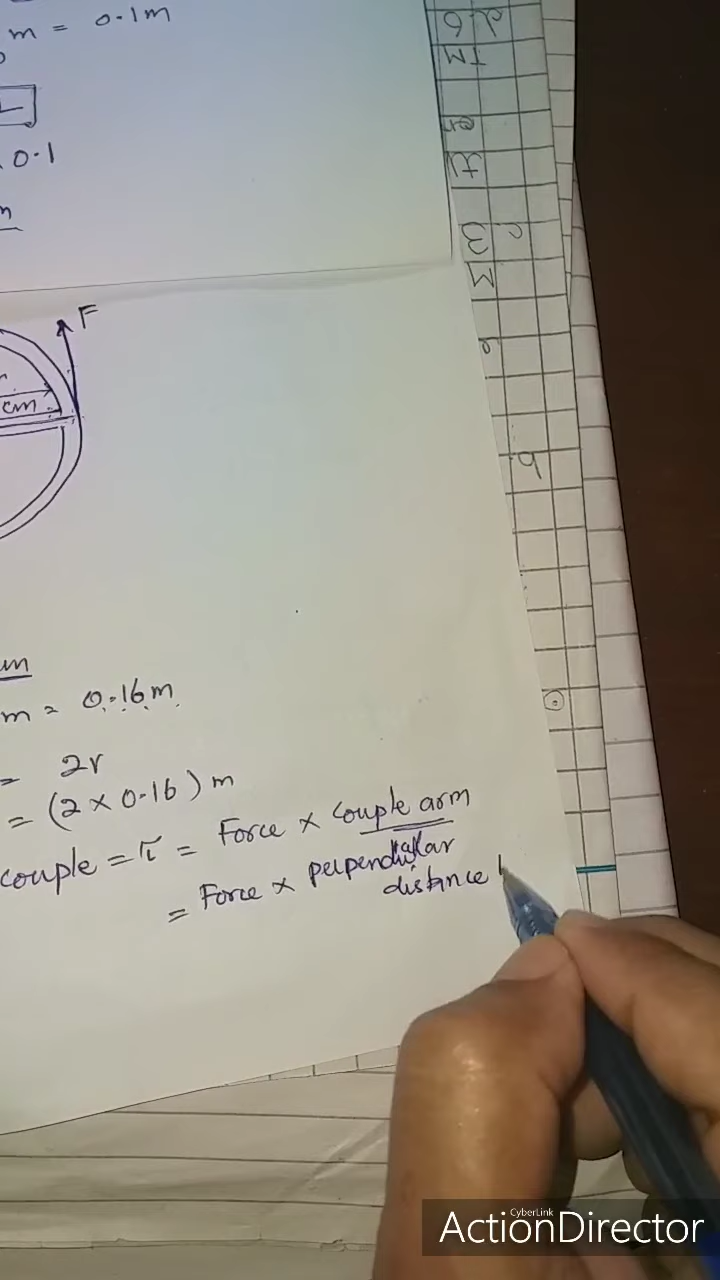 m = 0.1m
0.1
m
F
cm
um
m = 0.16m
= 2r
= (2 × 0.16) m
couple = τ = Force × couple arm
= Force × perpendicular
distance
CyberLink
ActionDirector